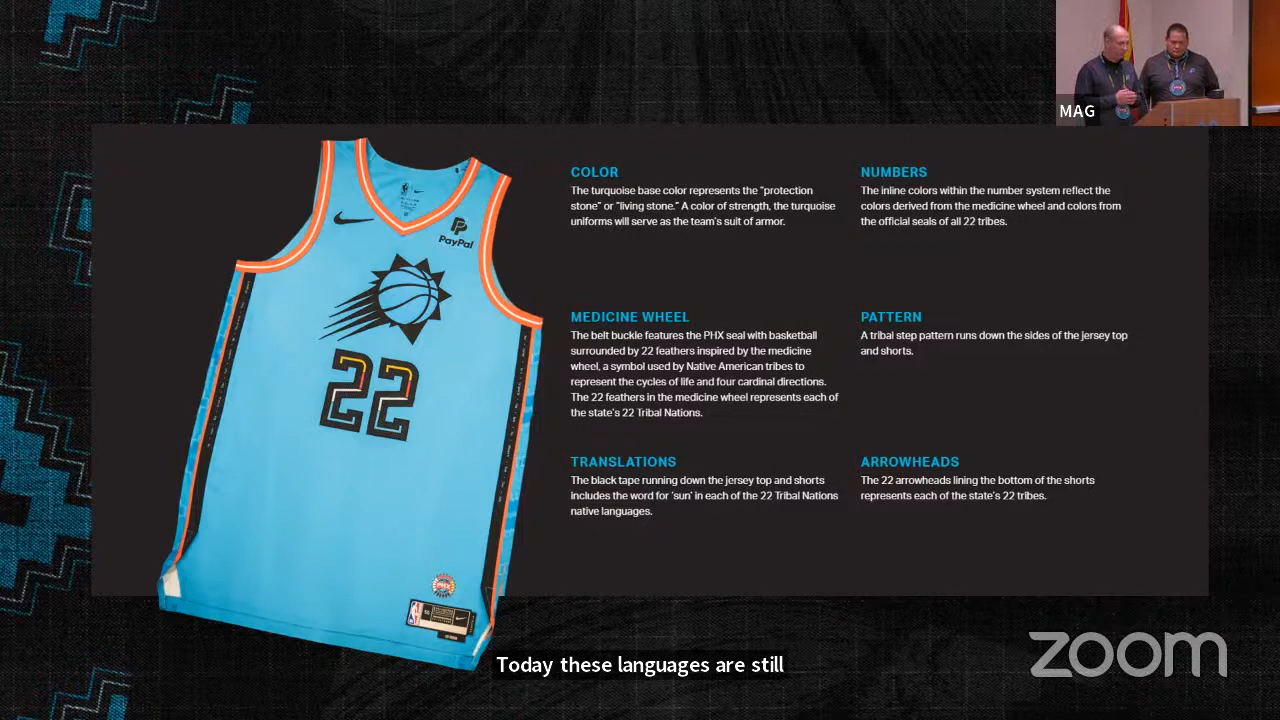 MAG
COLOR
The turquoise base color represents the "protection
stone" or "living stone." A color of strength, the turquoise
uniforms will serve as the team's suit of armor.
NUMBERS
The inline colors within the number system reflect the
colors derived from the medicine wheel and colors from
the official seals of all 22 tribes.
PayPal
22
MEDICINE WHEEL
The belt buckle features the PHX seal with basketball
surrounded by 22 feathers inspired by the medicine
wheel, a symbol used by Native American tribes to
represent the cycles of life and four cardinal directions.
The 22 feathers in the medicine wheel represents each of
the state's 22 Tribal Nations.
PATTERN
A tribal step pattern runs down the sides of the jersey top
and shorts.
TRANSLATIONS
The black tape running down the jersey top and shorts
includes the word for 'sun' in each of the 22 Tribal Nations
native languages.
ARROWHEADS
The 22 arrowheads lining the bottom of the shorts
represents each of the state's 22 tribes.
PHX
Today these languages are still
zoom